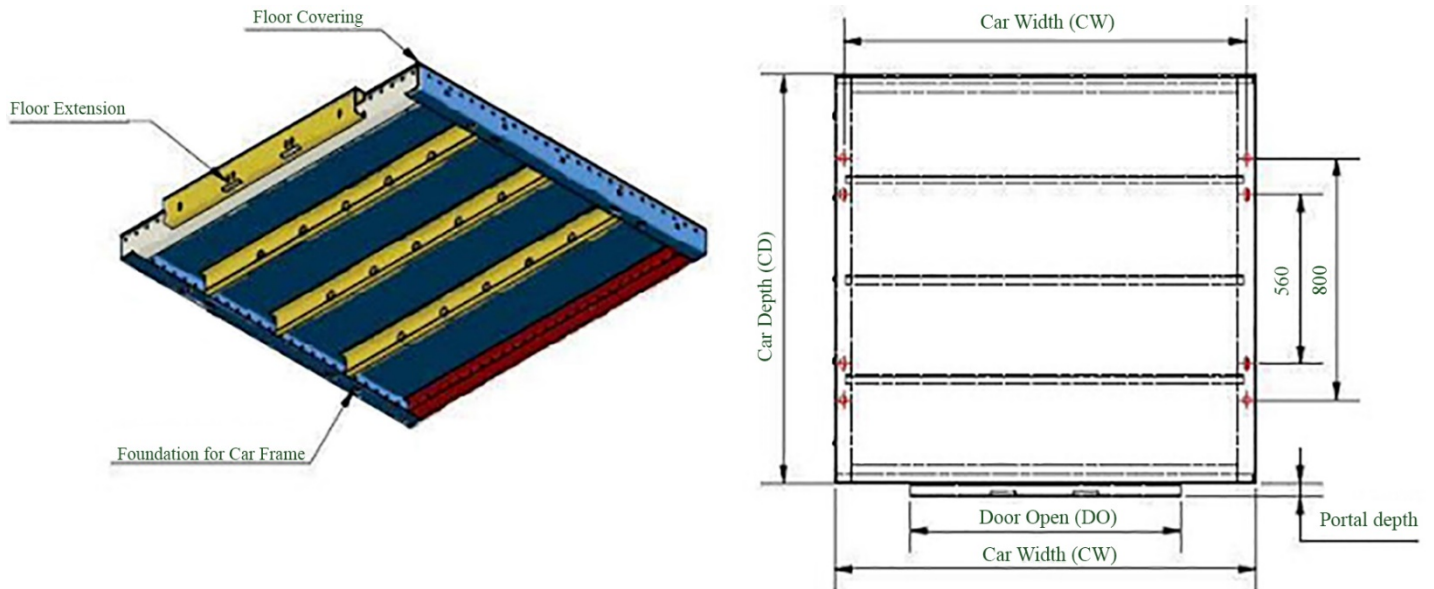 Floor Covering
Floor Extension
Foundation for Car Frame
Car Width (CW)
Car Depth (CD)
560
800
Door Open (DO)
Portal depth
Car Width (CW)